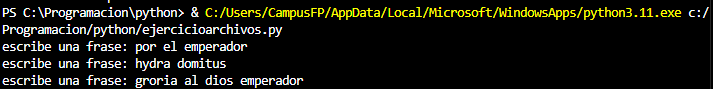 PS C:\Programacion\python> & C:/Users/CampusFP/AppData/Local/Microsoft/WindowsApps/python3.11.exe c:/
Programacion/python/ejercicioarchivos.py
escribe una frase: por el emperador
escribe una frase: hydra domitus
escribe una frase: groria al dios emperador